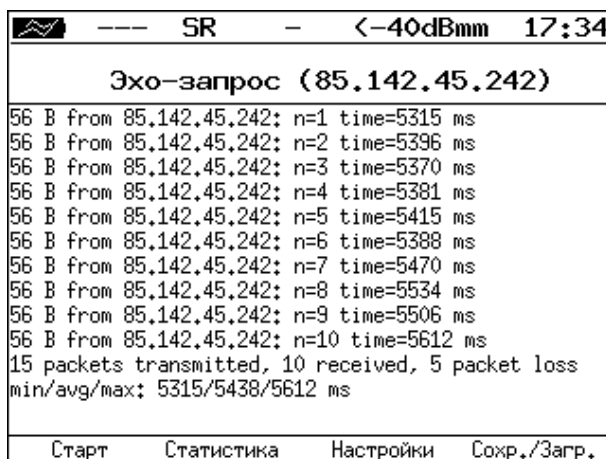 --- SR - <-40dBmm 17:34
Эхо-запрос (85.142.45.242)
56 B from 85.142.45.242: n=1 time=5315 ms
56 B from 85.142.45.242: n=2 time=5396 ms
56 B from 85.142.45.242: n=3 time=5370 ms
56 B from 85.142.45.242: n=4 time=5381 ms
56 B from 85.142.45.242: n=5 time=5415 ms
56 B from 85.142.45.242: n=6 time=5388 ms
56 B from 85.142.45.242: n=7 time=5470 ms
56 B from 85.142.45.242: n=8 time=5534 ms
56 B from 85.142.45.242: n=9 time=5506 ms
56 B from 85.142.45.242: n=10 time=5612 ms
15 packets transmitted, 10 received, 5 packet loss
min/avg/max: 5315/5438/5612 ms
Старт Статистика Настройки Сохр./Загр.